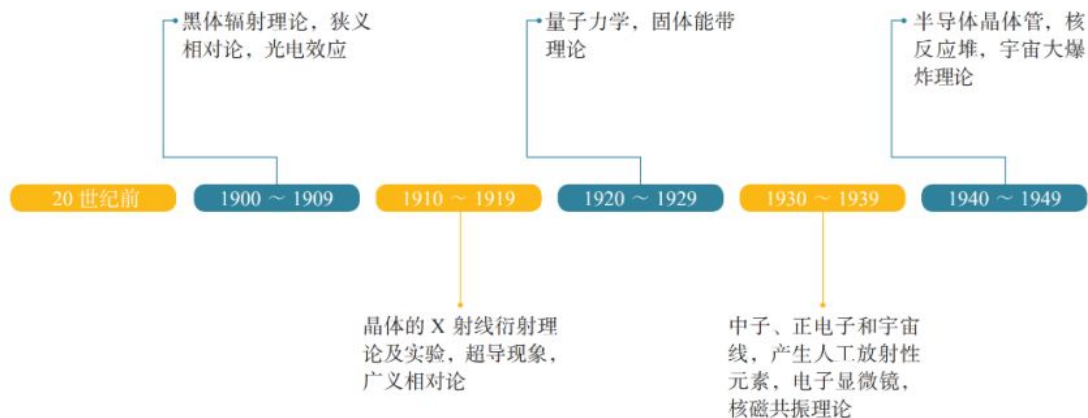 黑体辐射理论，狭义
相对论，光电效应
量子力学，固体能带
理论
半导体晶体管，核
反应堆，宇宙大爆
炸理论
20 世纪前
1900 ～ 1909
1910 ～ 1919
1920 ～ 1929
1930 ～ 1939
1940 ～ 1949
晶体的 X 射线衍射理
论及实验，超导现象，
广义相对论
中子、正电子和宇宙
线，产生人工放射性
元素，电子显微镜，
核磁共振理论